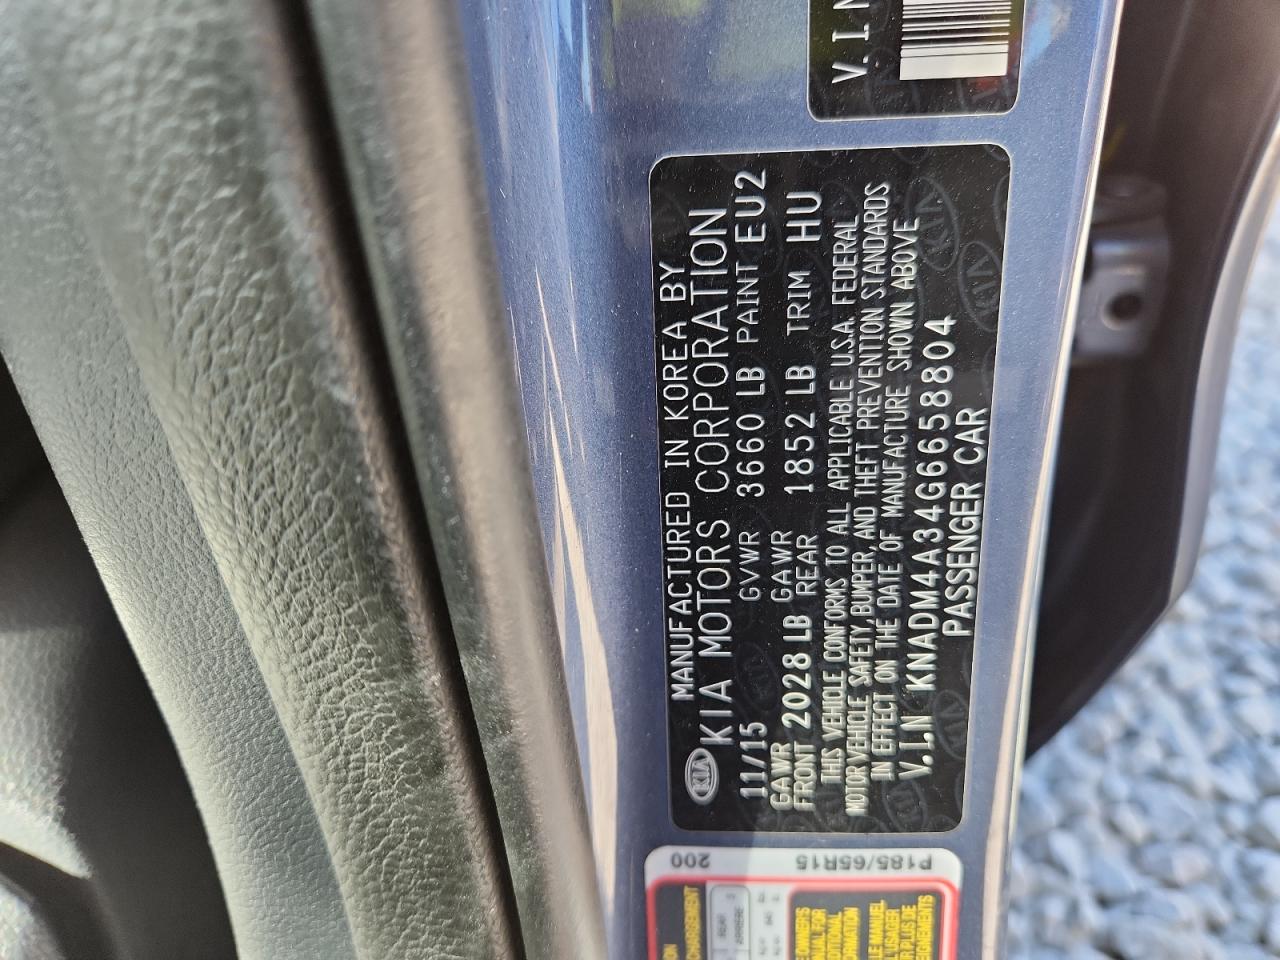 V.I.N
MANUFACTURED IN KOREA BY
KIA KIA MOTORS CORPORATION
11/15 GVWR 3660 LB PAINT EU2
GAWR FRONT 2028 LB GAWR REAR 1852 LB TRIM HU
THIS VEHICLE CONFORMS TO ALL APPLICABLE U.S.A. FEDERAL
MOTOR VEHICLE SAFETY, BUMPER, AND THEFT PREVENTION STANDARDS
IN EFFECT ON THE DATE OF MANUFACTURE SHOWN ABOVE
V.I.N KNADM4A34G6658804
PASSENGER CAR
200
P185/65R15